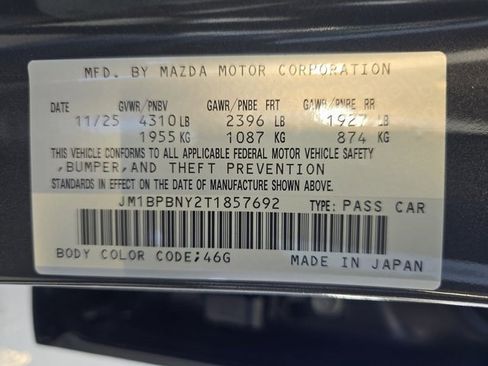 MFD. BY MAZDA MOTOR CORPORATION
DATE GVWR/PNBV GAWR/PNBE FRT GAWR/PNBE RR
11/25 4310 LB 2396 LB 1927 LB
1955 KG 1087 KG 874 KG
THIS VEHICLE CONFORMS TO ALL APPLICABLE FEDERAL MOTOR VEHICLE SAFETY
,BUMPER,AND THEFT PREVENTION
STANDARDS IN EFFECT ON THE DATE OF MANUFACTURE SHOWN ABOVE.
JM1BPBNY2T1857692 TYPE: PASS CAR
BODY COLOR CODE;46G MADE IN JAPAN